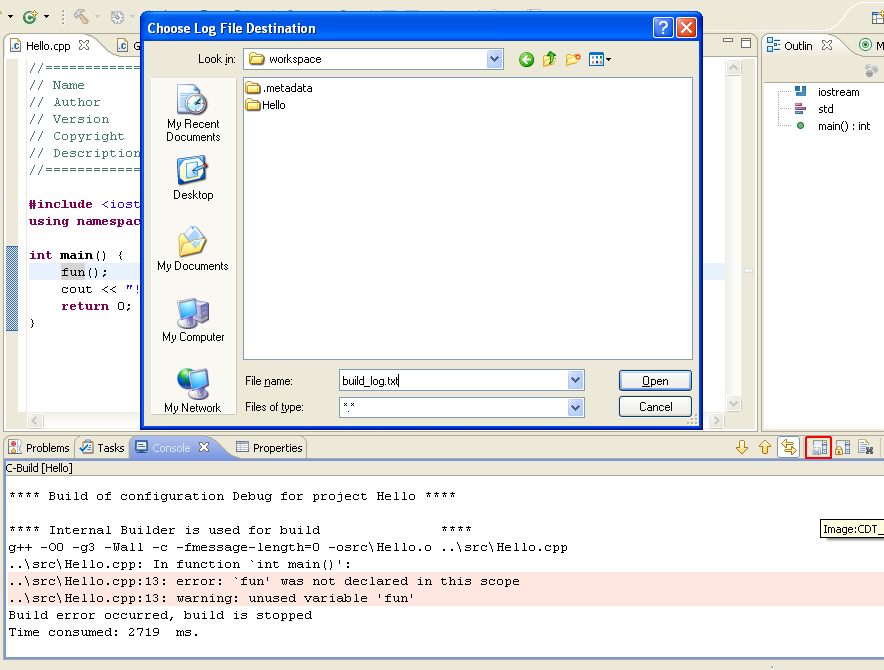 Hello.cpp
G
Choose Log File Destination
Look in:
workspace
.metadata
Hello
My Recent
Documents
Desktop
My Documents
My Computer
My Network
File name:
build_log.txt
Open
Files of type:
*.*
Cancel
//============
// Name
// Author
// Version
// Copyright
// Description
//============
#include <iost
using namespac
int main() {
fun();
cout << "!
return 0;
}
Outlin
M
iostream
std
main() : int
Problems
Tasks
Console
Properties
C-Build [Hello]
**** Build of configuration Debug for project Hello ****
**** Internal Builder is used for build ****
g++ -O0 -g3 -Wall -c -fmessage-length=0 -osrc\Hello.o ..\src\Hello.cpp
..\src\Hello.cpp: In function `int main()':
..\src\Hello.cpp:13: error: `fun' was not declared in this scope
..\src\Hello.cpp:13: warning: unused variable 'fun'
Build error occurred, build is stopped
Time consumed: 2719 ms.
Image:CDT_